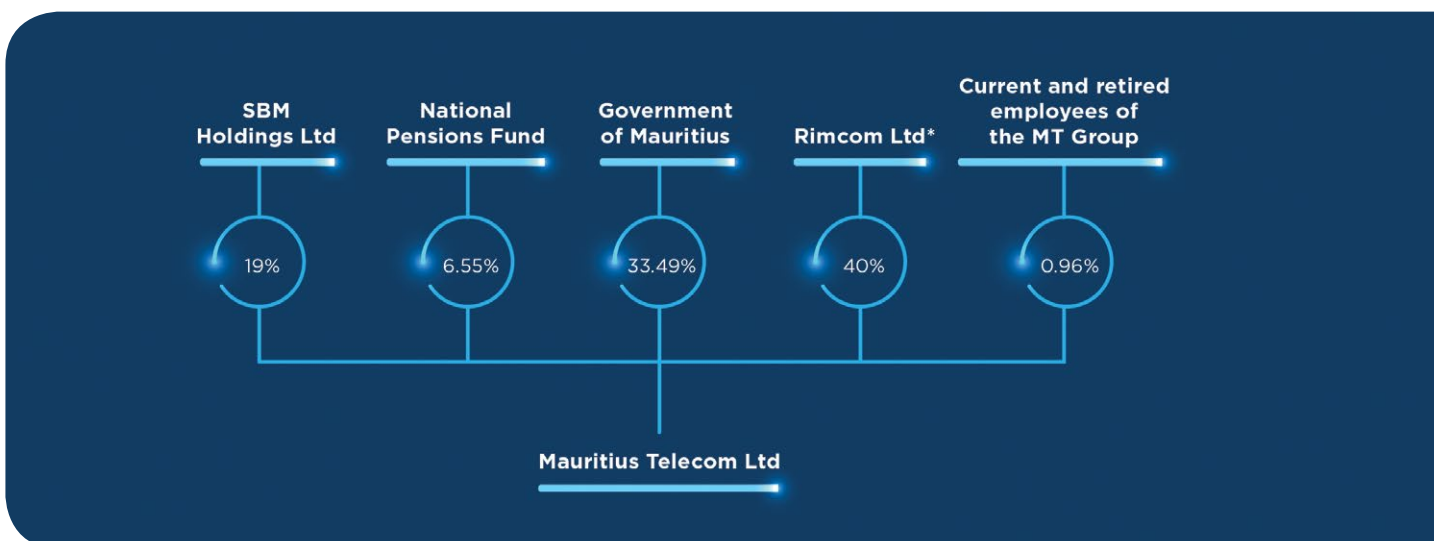 SBM
Holdings Ltd
National
Pensions Fund
Government
of Mauritius
Rimcom Ltd*
Current and retired
employees of
the MT Group
19%
6.55%
33.49%
40%
0.96%
Mauritius Telecom Ltd